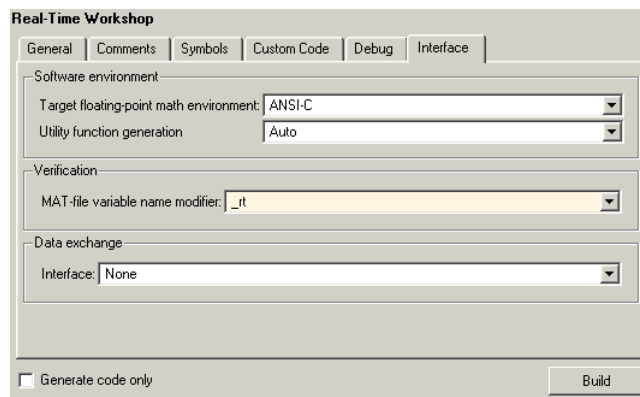 Real-Time Workshop
General Comments Symbols Custom Code Debug Interface
Software environment
Target floating-point math environment: ANSI-C
Utility function generation Auto
Verification
MAT-file variable name modifier: _rt
Data exchange
Interface: None
Generate code only Build